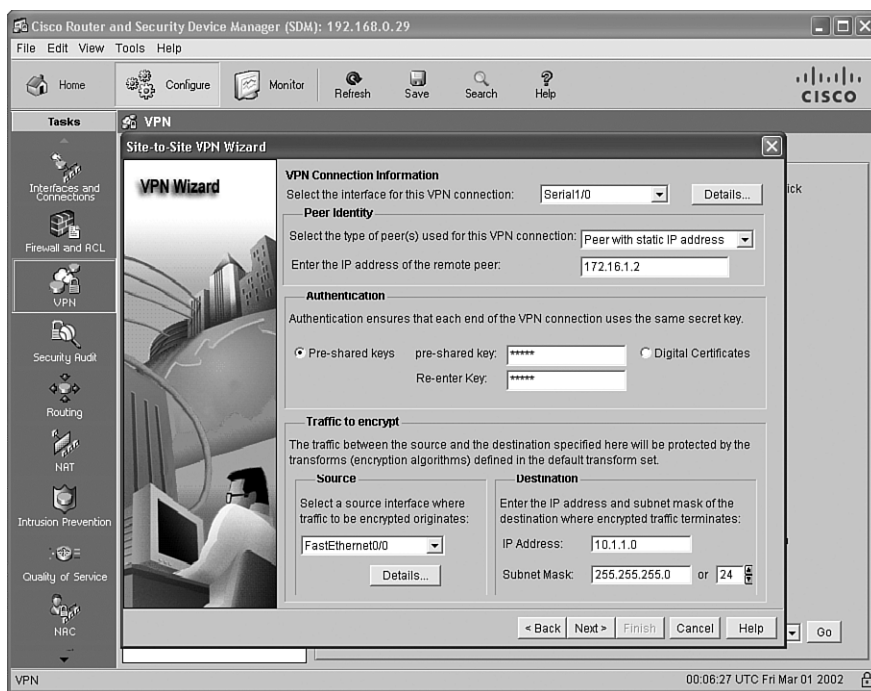 Cisco Router and Security Device Manager (SDM): 192.168.0.29
File Edit View Tools Help
Home Configure Monitor Refresh Save Search Help
CISCO
Tasks
VPN
Interfaces and Connections
Firewall and ACL
VPN
Security Audit
Routing
NAT
Intrusion Prevention
Quality of Service
NAC
Site-to-Site VPN Wizard
VPN Wizard
VPN Connection Information
Select the interface for this VPN connection: Serial1/0 Details...
Peer Identity
Select the type of peer(s) used for this VPN connection: Peer with static IP address
Enter the IP address of the remote peer: 172.16.1.2
Authentication
Authentication ensures that each end of the VPN connection uses the same secret key.
Pre-shared keys pre-shared key: ***** Digital Certificates
Re-enter Key: *****
Traffic to encrypt
The traffic between the source and the destination specified here will be protected by the
transforms (encryption algorithms) defined in the default transform set.
Source
Select a source interface where
traffic to be encrypted originates:
FastEthernet0/0
Details...
Destination
Enter the IP address and subnet mask of the
destination where encrypted traffic terminates:
IP Address: 10.1.1.0
Subnet Mask: 255.255.255.0 or 24
< Back Next > Finish Cancel Help
ick
Go
VPN 00:06:27 UTC Fri Mar 01 2002